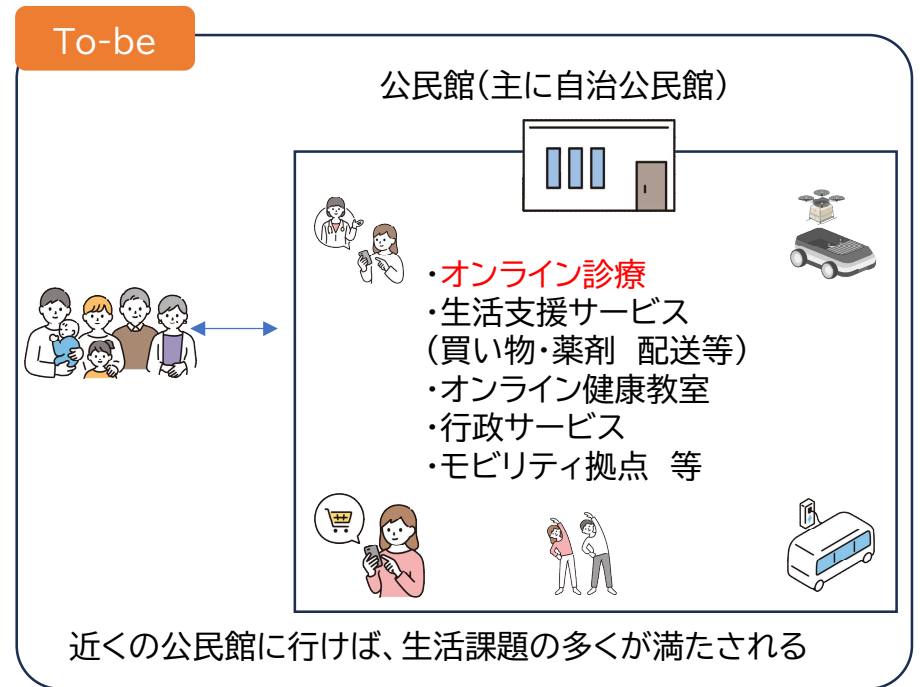 To-be
公民館(主に自治公民館)
・オンライン診療
・生活支援サービス
(買い物・薬剤　配送等)
・オンライン健康教室
・行政サービス
・モビリティ拠点　等
近くの公民館に行けば、生活課題の多くが満たされる